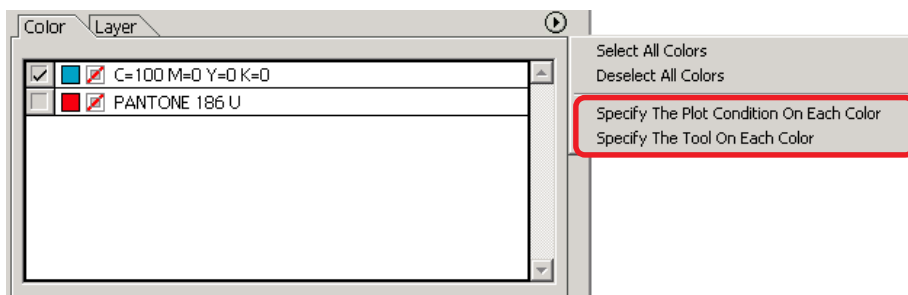 Color
Layer
C=100 M=0 Y=0 K=0
PANTONE 186 U
Select All Colors
Deselect All Colors
Specify The Plot Condition On Each Color
Specify The Tool On Each Color